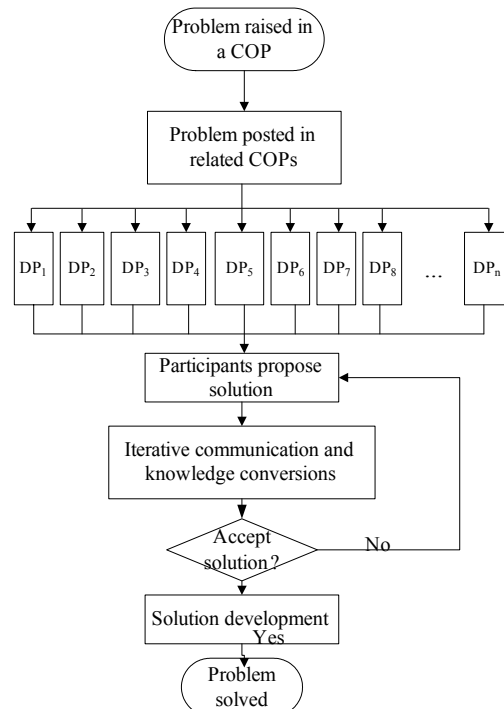 Problem raised in
a COP
Problem posted in
related COPs
DP1 DP2 DP3 DP4 DP5 DP6 DP7 DP8 ... DPn
Participants propose
solution
Iterative communication and
knowledge conversions
Accept
solution?
No
Solution development
Yes
Problem
solved